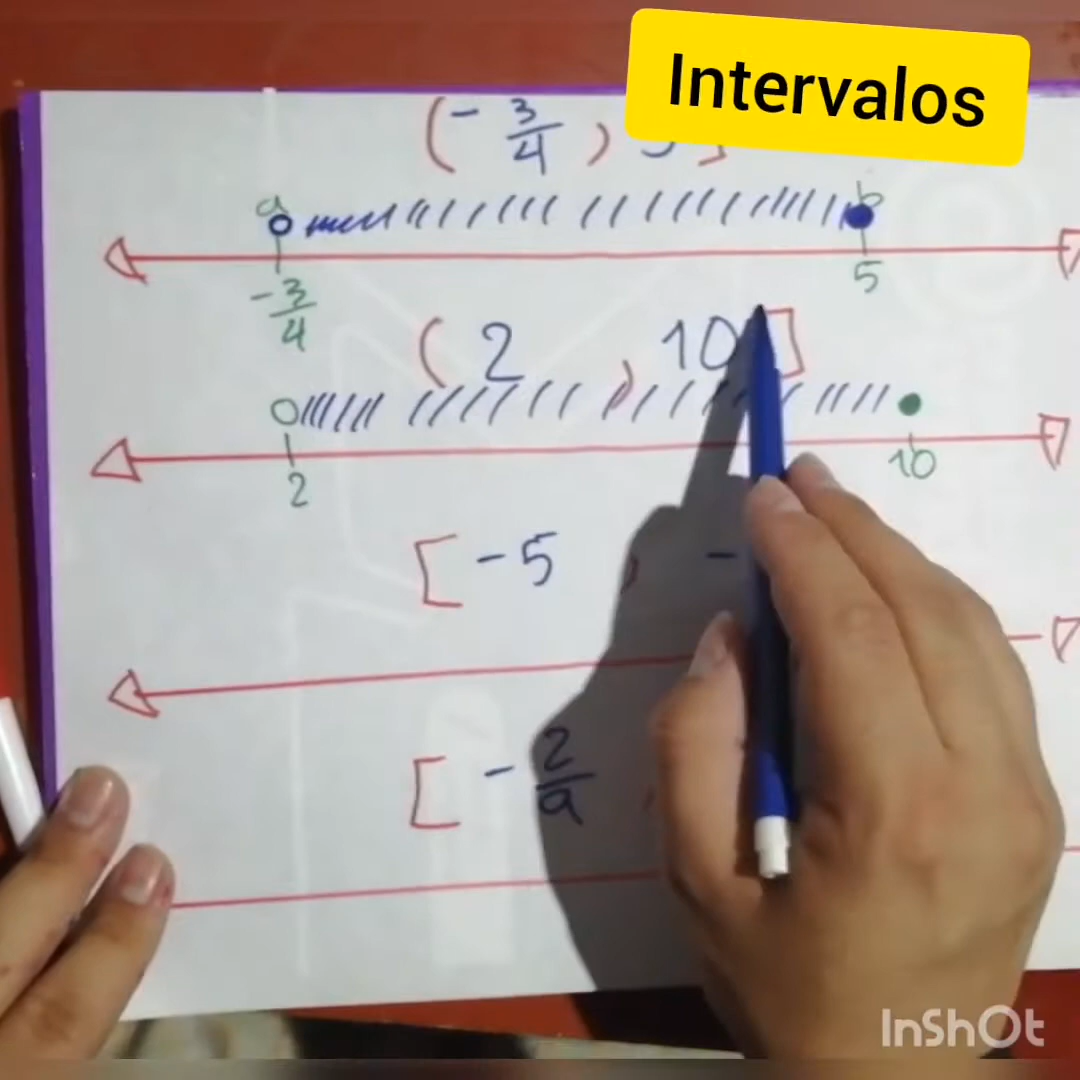 Intervalos
(-3/4 , 5]
a b
-3/4 5
( 2 , 10 ]
2 10
[ -5 , -
[ - 2/9 ,
InShOt